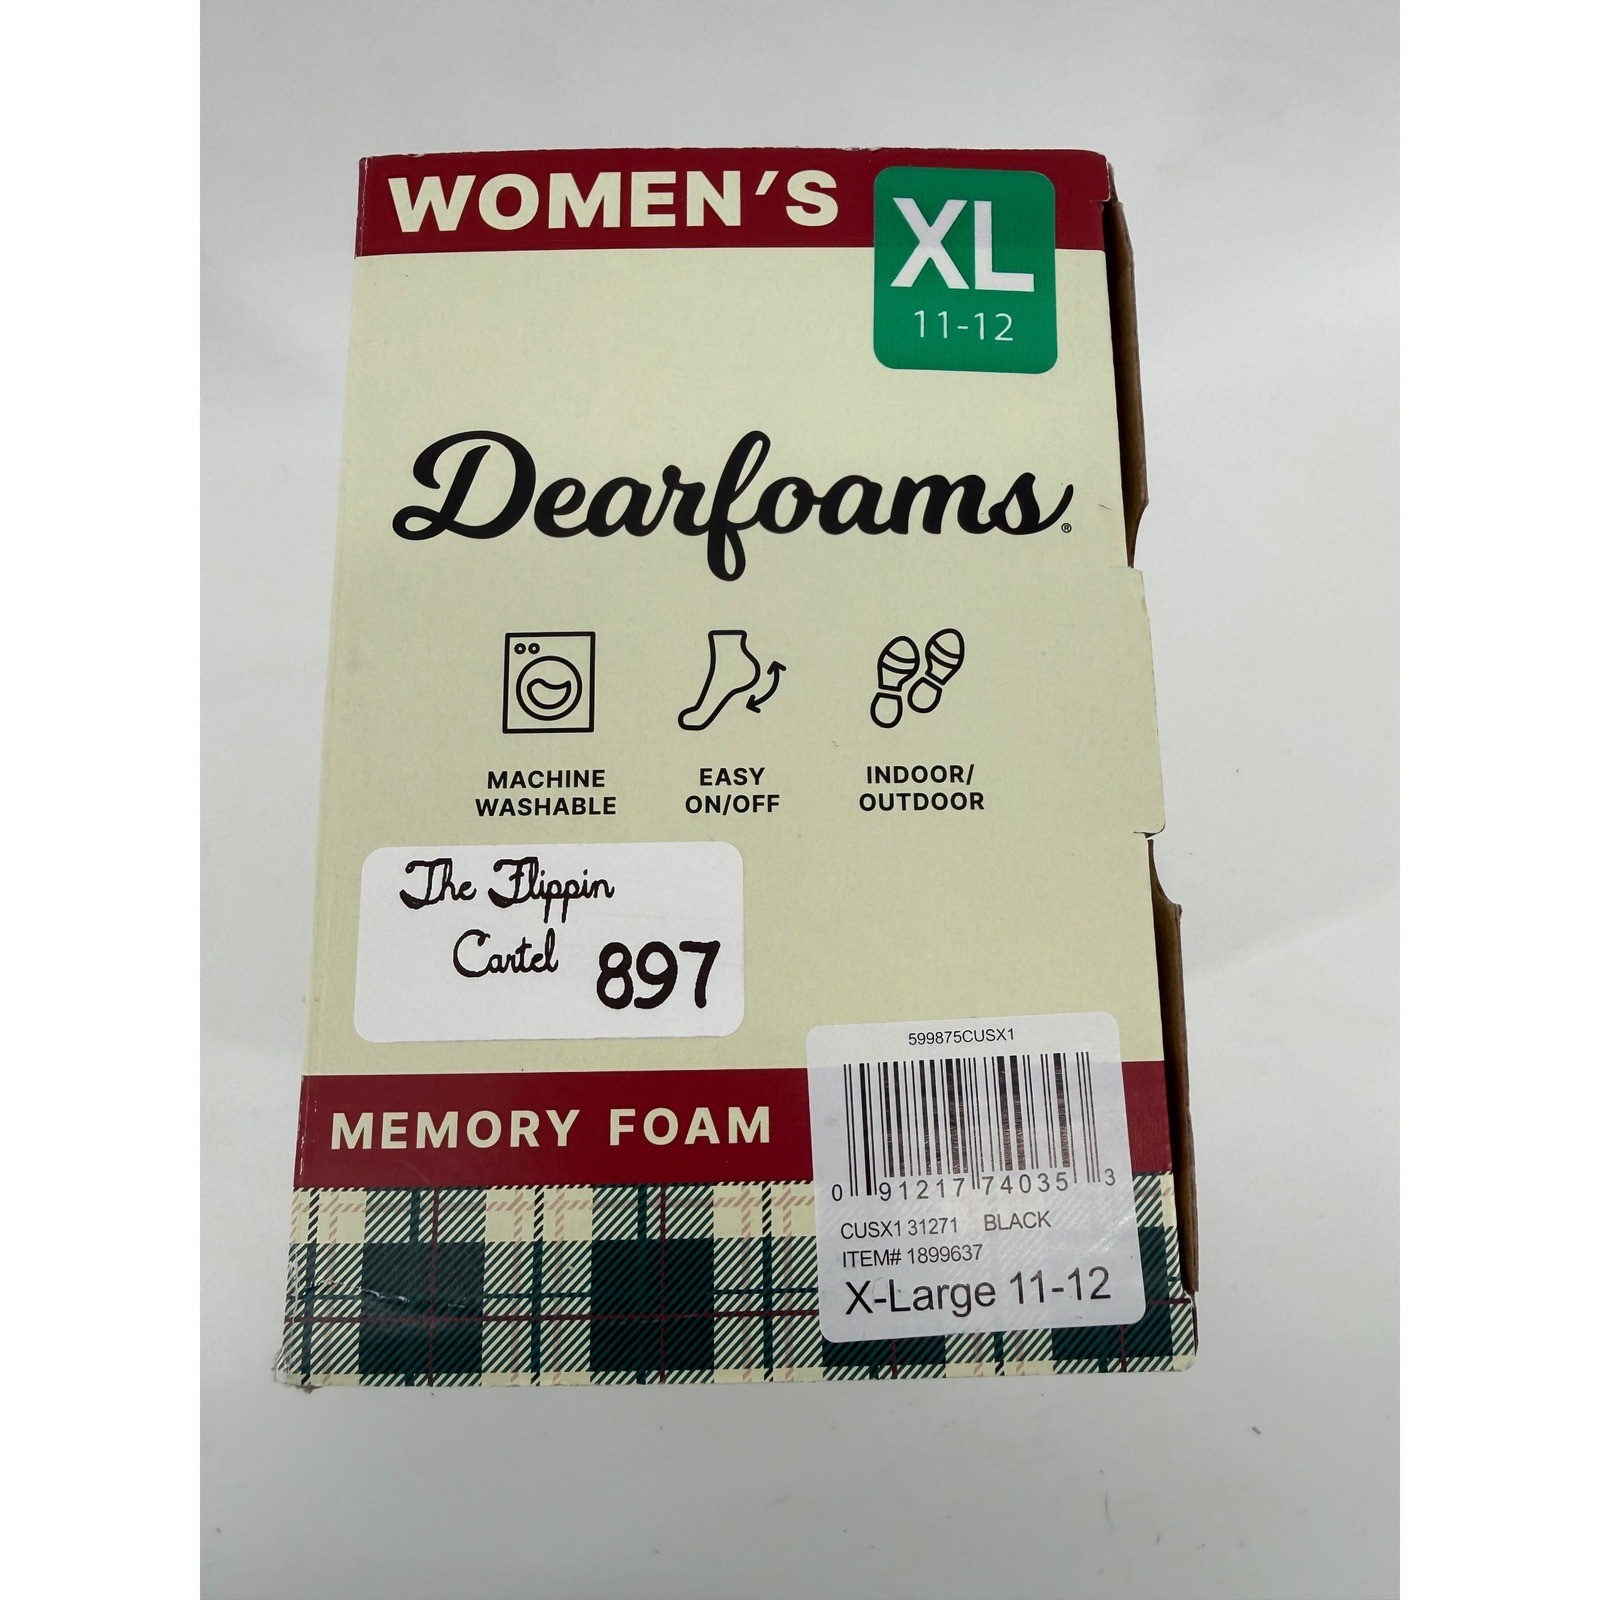 WOMEN'S
XL
11-12
Dearfoams®
MACHINE
WASHABLE
EASY
ON/OFF
INDOOR/
OUTDOOR
The Flippin
Cartel 897
MEMORY FOAM
599875CUSX1
0 91217 74035 3
CUSX1 31271 BLACK
ITEM# 1899637
X-Large 11-12